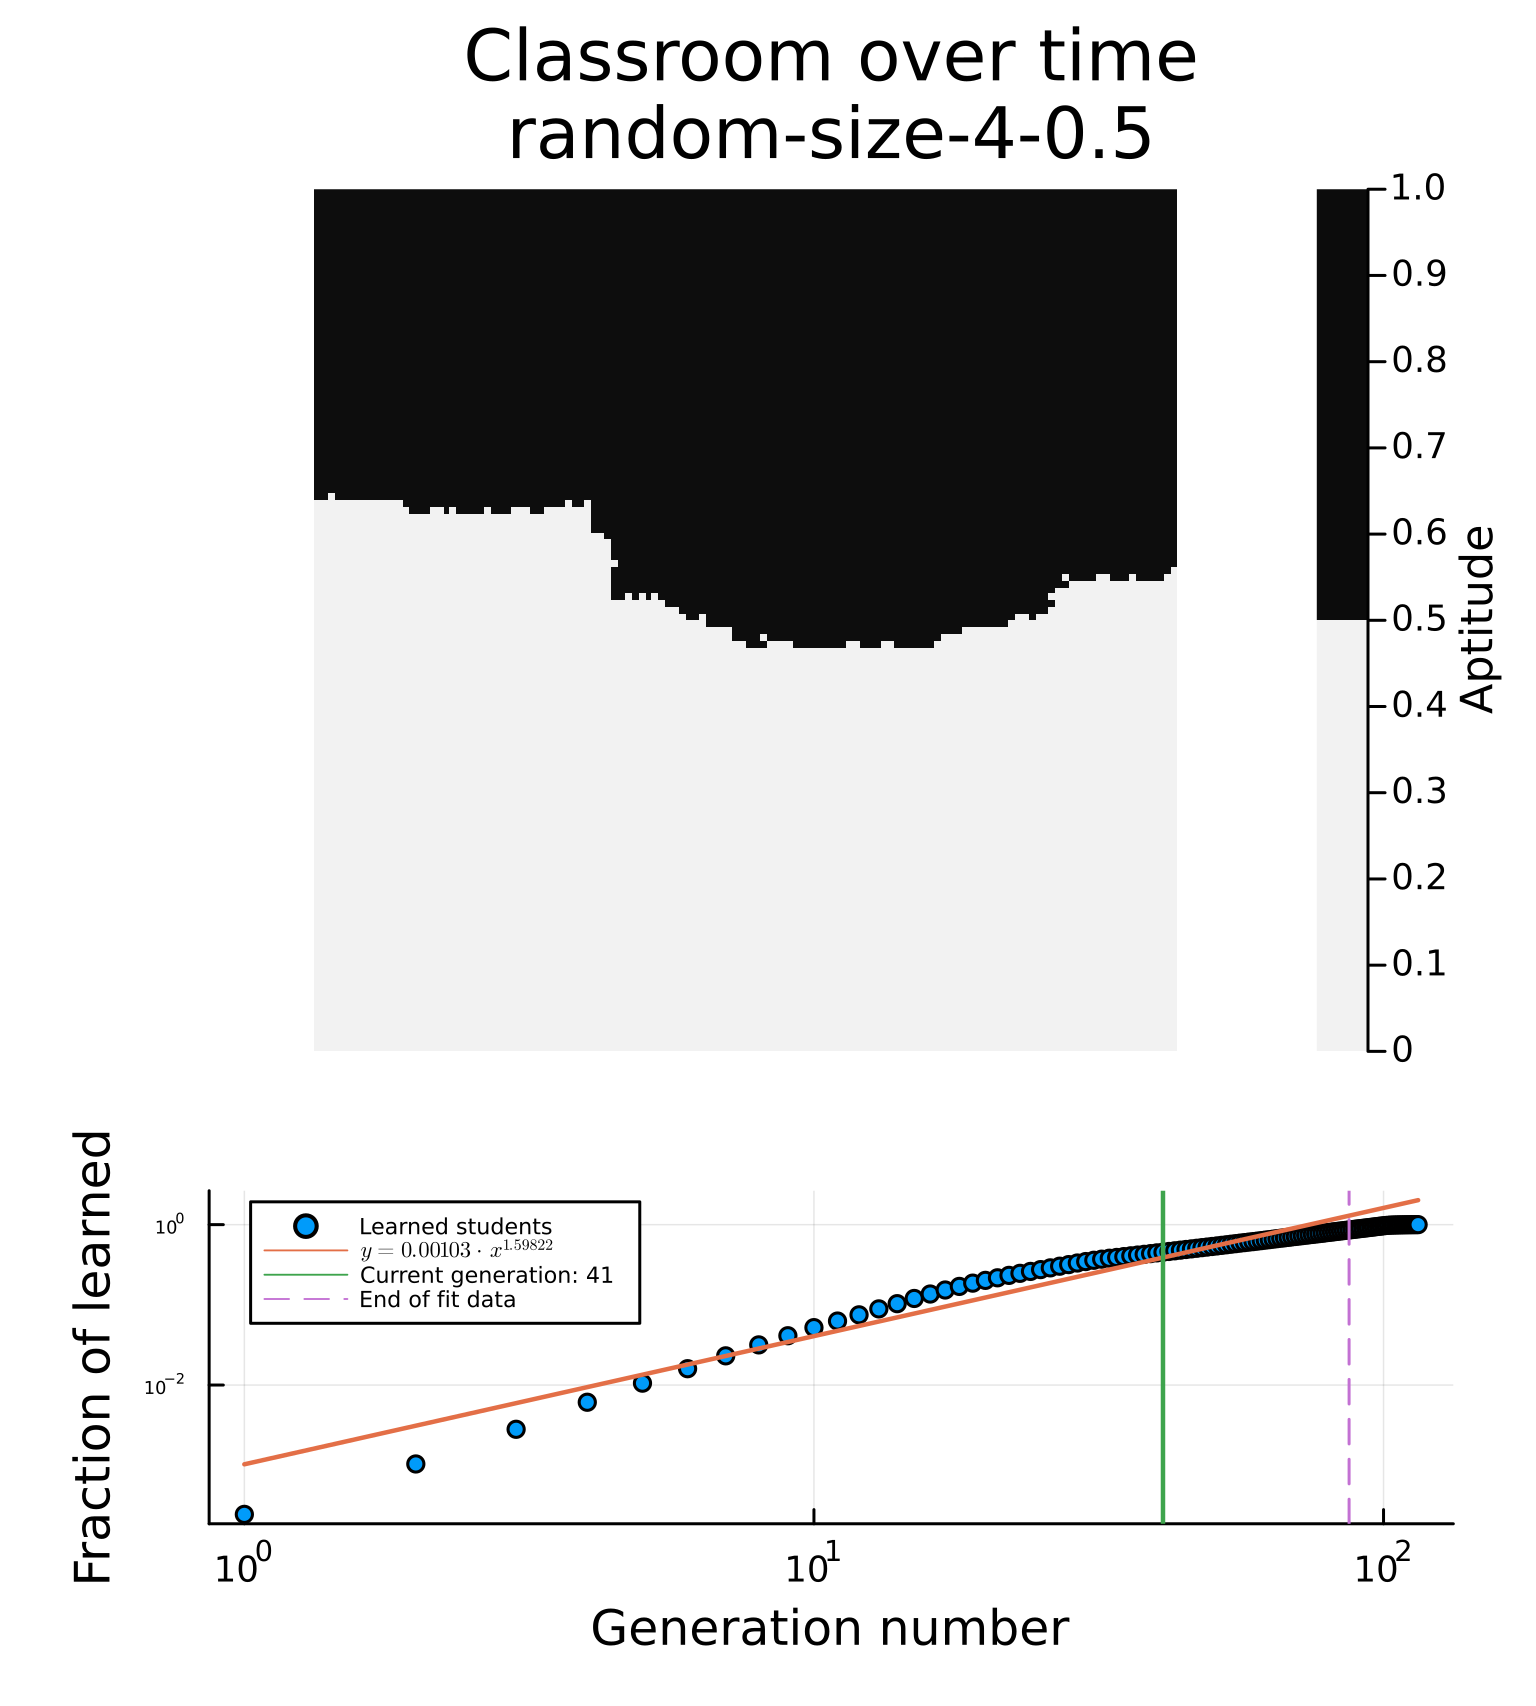 Classroom over time
random-size-4-0.5
1.0
0.9
0.8
0.7
0.6
0.5
0.4
0.3
0.2
0.1
0
Aptitude
Fraction of learned
10⁰
10⁻²
Learned students
y = 0.00103 · x^1.59822
Current generation: 41
End of fit data
10⁰
10¹
10²
Generation number